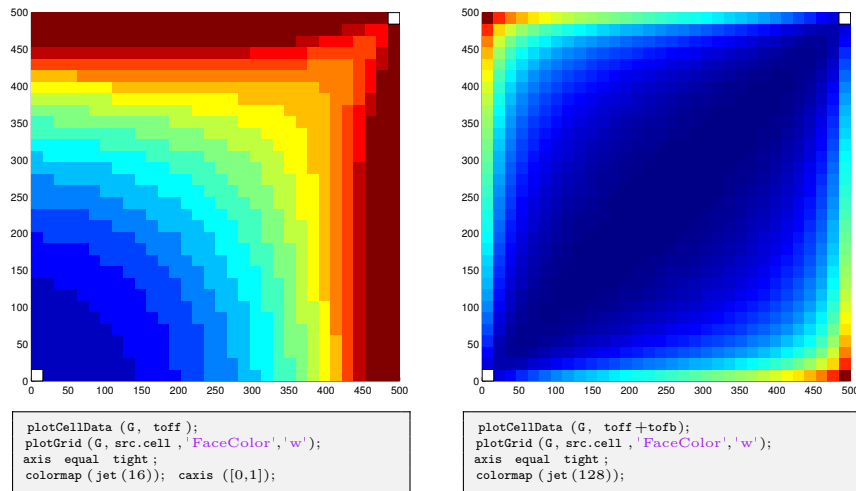 500
450
400
350
300
250
200
150
100
50
0
0 50 100 150 200 250 300 350 400 450 500
plotCellData (G, toff);
plotGrid (G, src.cell ,'FaceColor','w');
axis equal tight ;
colormap (jet (16)); caxis ([0,1]);
500
450
400
350
300
250
200
150
100
50
0
0 50 100 150 200 250 300 350 400 450 500
plotCellData (G, toff+tofb);
plotGrid (G, src.cell ,'FaceColor','w');
axis equal tight ;
colormap (jet (128));